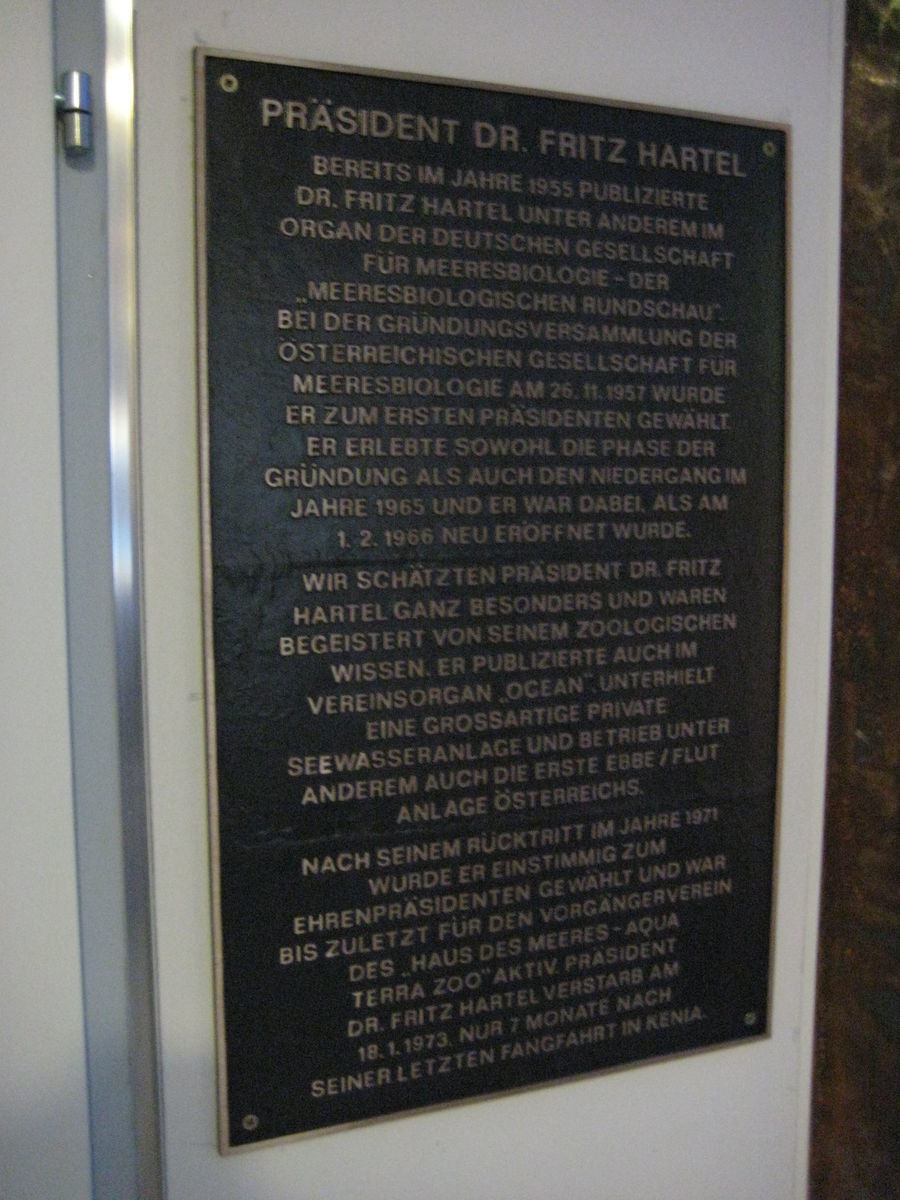 PRÄSIDENT DR. FRITZ HARTEL
BEREITS IM JAHRE 1955 PUBLIZIERTE
DR. FRITZ HARTEL UNTER ANDEREM IM
ORGAN DER DEUTSCHEN GESELLSCHAFT
FÜR MEERESBIOLOGIE – DER
„MEERESBIOLOGISCHEN RUNDSCHAU”.
BEI DER GRÜNDUNGSVERSAMMLUNG DER
ÖSTERREICHISCHEN GESELLSCHAFT FÜR
MEERESBIOLOGIE AM 26.11.1957 WURDE
ER ZUM ERSTEN PRÄSIDENTEN GEWÄHLT.
ER ERLEBTE SOWOHL DIE PHASE DER
GRÜNDUNG ALS AUCH DEN NIEDERGANG IM
JAHRE 1965 UND ER WAR DABEI, ALS AM
1. 2. 1966 NEU ERÖFFNET WURDE.
WIR SCHÄTZTEN PRÄSIDENT DR. FRITZ
HARTEL GANZ BESONDERS UND WAREN
BEGEISTERT VON SEINEM ZOOLOGISCHEN
WISSEN. ER PUBLIZIERTE AUCH IM
VEREINSORGAN „OCEAN”, UNTERHIELT
EINE GROSSARTIGE PRIVATE
SEEWASSERANLAGE UND BETRIEB UNTER
ANDEREM AUCH DIE ERSTE EBBE / FLUT
ANLAGE ÖSTERREICHS.
NACH SEINEM RÜCKTRITT IM JAHRE 1971
WURDE ER EINSTIMMIG ZUM
EHRENPRÄSIDENTEN GEWÄHLT UND WAR
BIS ZULETZT FÜR DEN VORGÄNGERVEREIN
DES „HAUS DES MEERES – AQUA
TERRA ZOO” AKTIV. PRÄSIDENT
DR. FRITZ HARTEL VERSTARB AM
18.1.1973, NUR 7 MONATE NACH
SEINER LETZTEN FANGFAHRT IN KENIA.